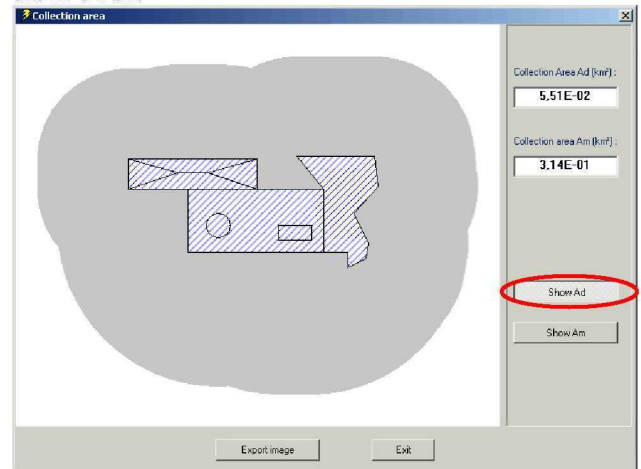 Collection area
Collection Area Ad (km²) :
5,51E-02
Collection area Am (km²) :
3,14E-01
Show Ad
Show Am
Export image
Exit